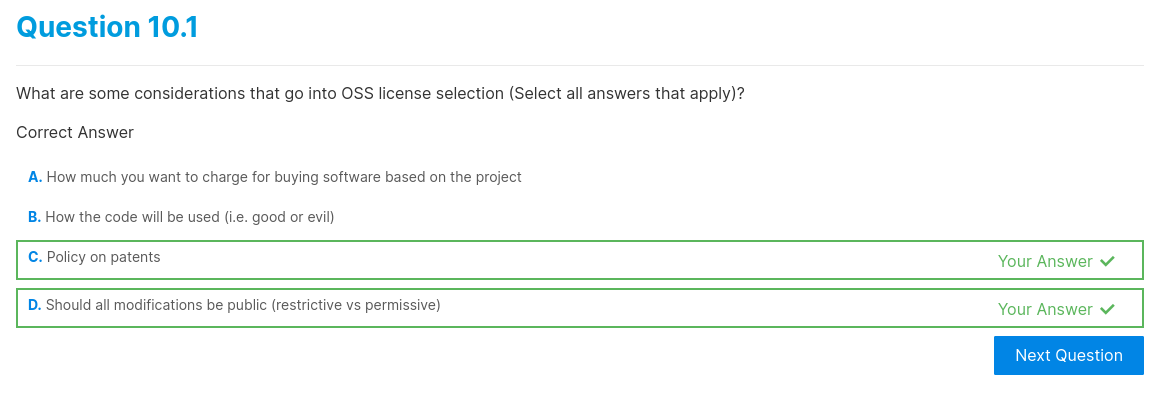 Question 10.1
What are some considerations that go into OSS license selection (Select all answers that apply)?
Correct Answer
A. How much you want to charge for buying software based on the project
B. How the code will be used (i.e. good or evil)
C. Policy on patents Your Answer ✓
D. Should all modifications be public (restrictive vs permissive) Your Answer ✓
Next Question